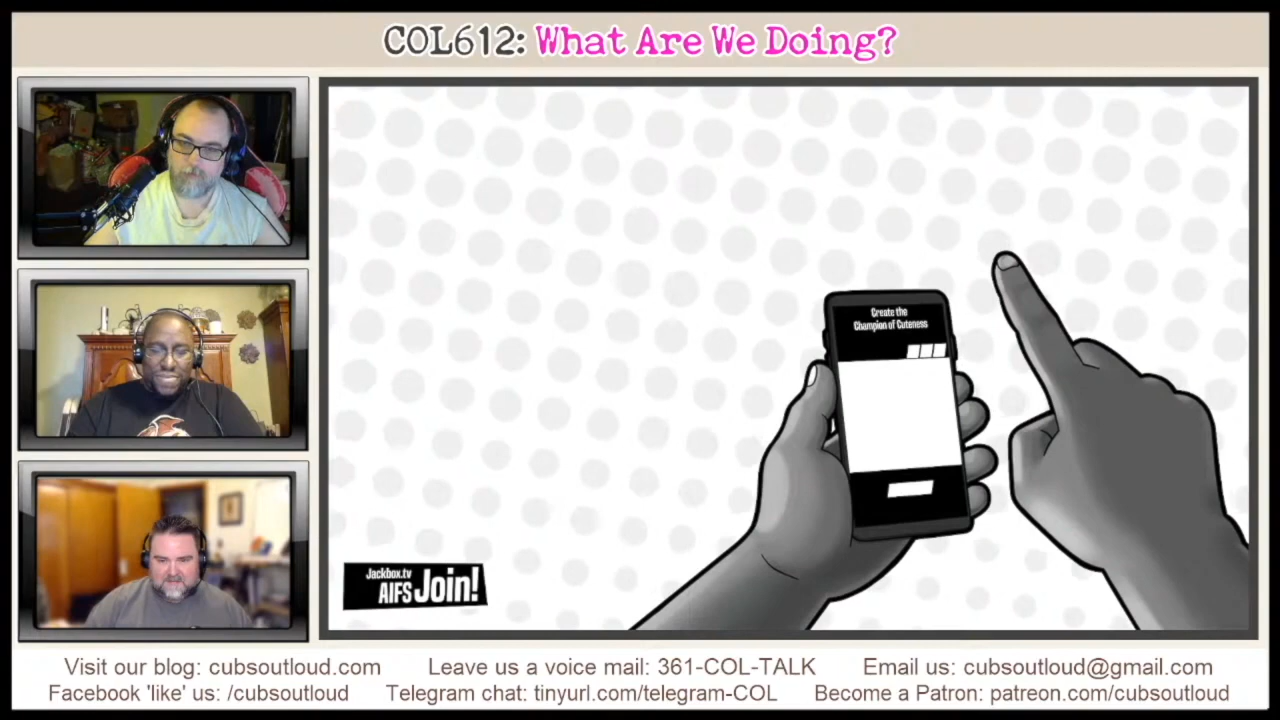 COL612: What Are We Doing?
Create the
Champion of Cuteness
Jackbox.tv
AIFS Join!
Visit our blog: cubsoutloud.com Leave us a voice mail: 361-COL-TALK Email us: cubsoutloud@gmail.com
Facebook 'like' us: /cubsoutloud Telegram chat: tinyurl.com/telegram-COL Become a Patron: patreon.com/cubsoutloud